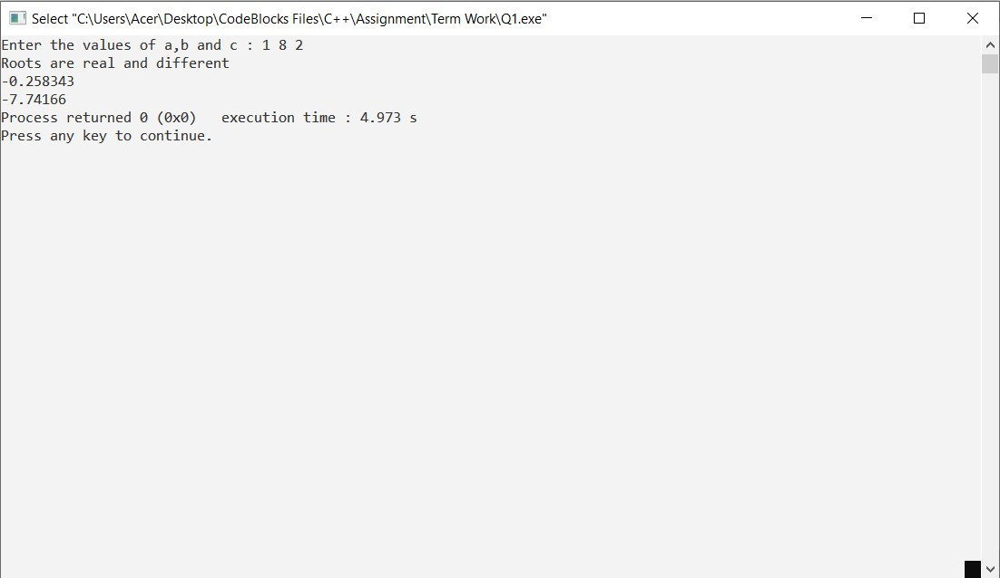 Select "C:\Users\Acer\Desktop\CodeBlocks Files\C++\Assignment\Term Work\Q1.exe"
Enter the values of a,b and c : 1 8 2
Roots are real and different
-0.258343
-7.74166
Process returned 0 (0x0)   execution time : 4.973 s
Press any key to continue.